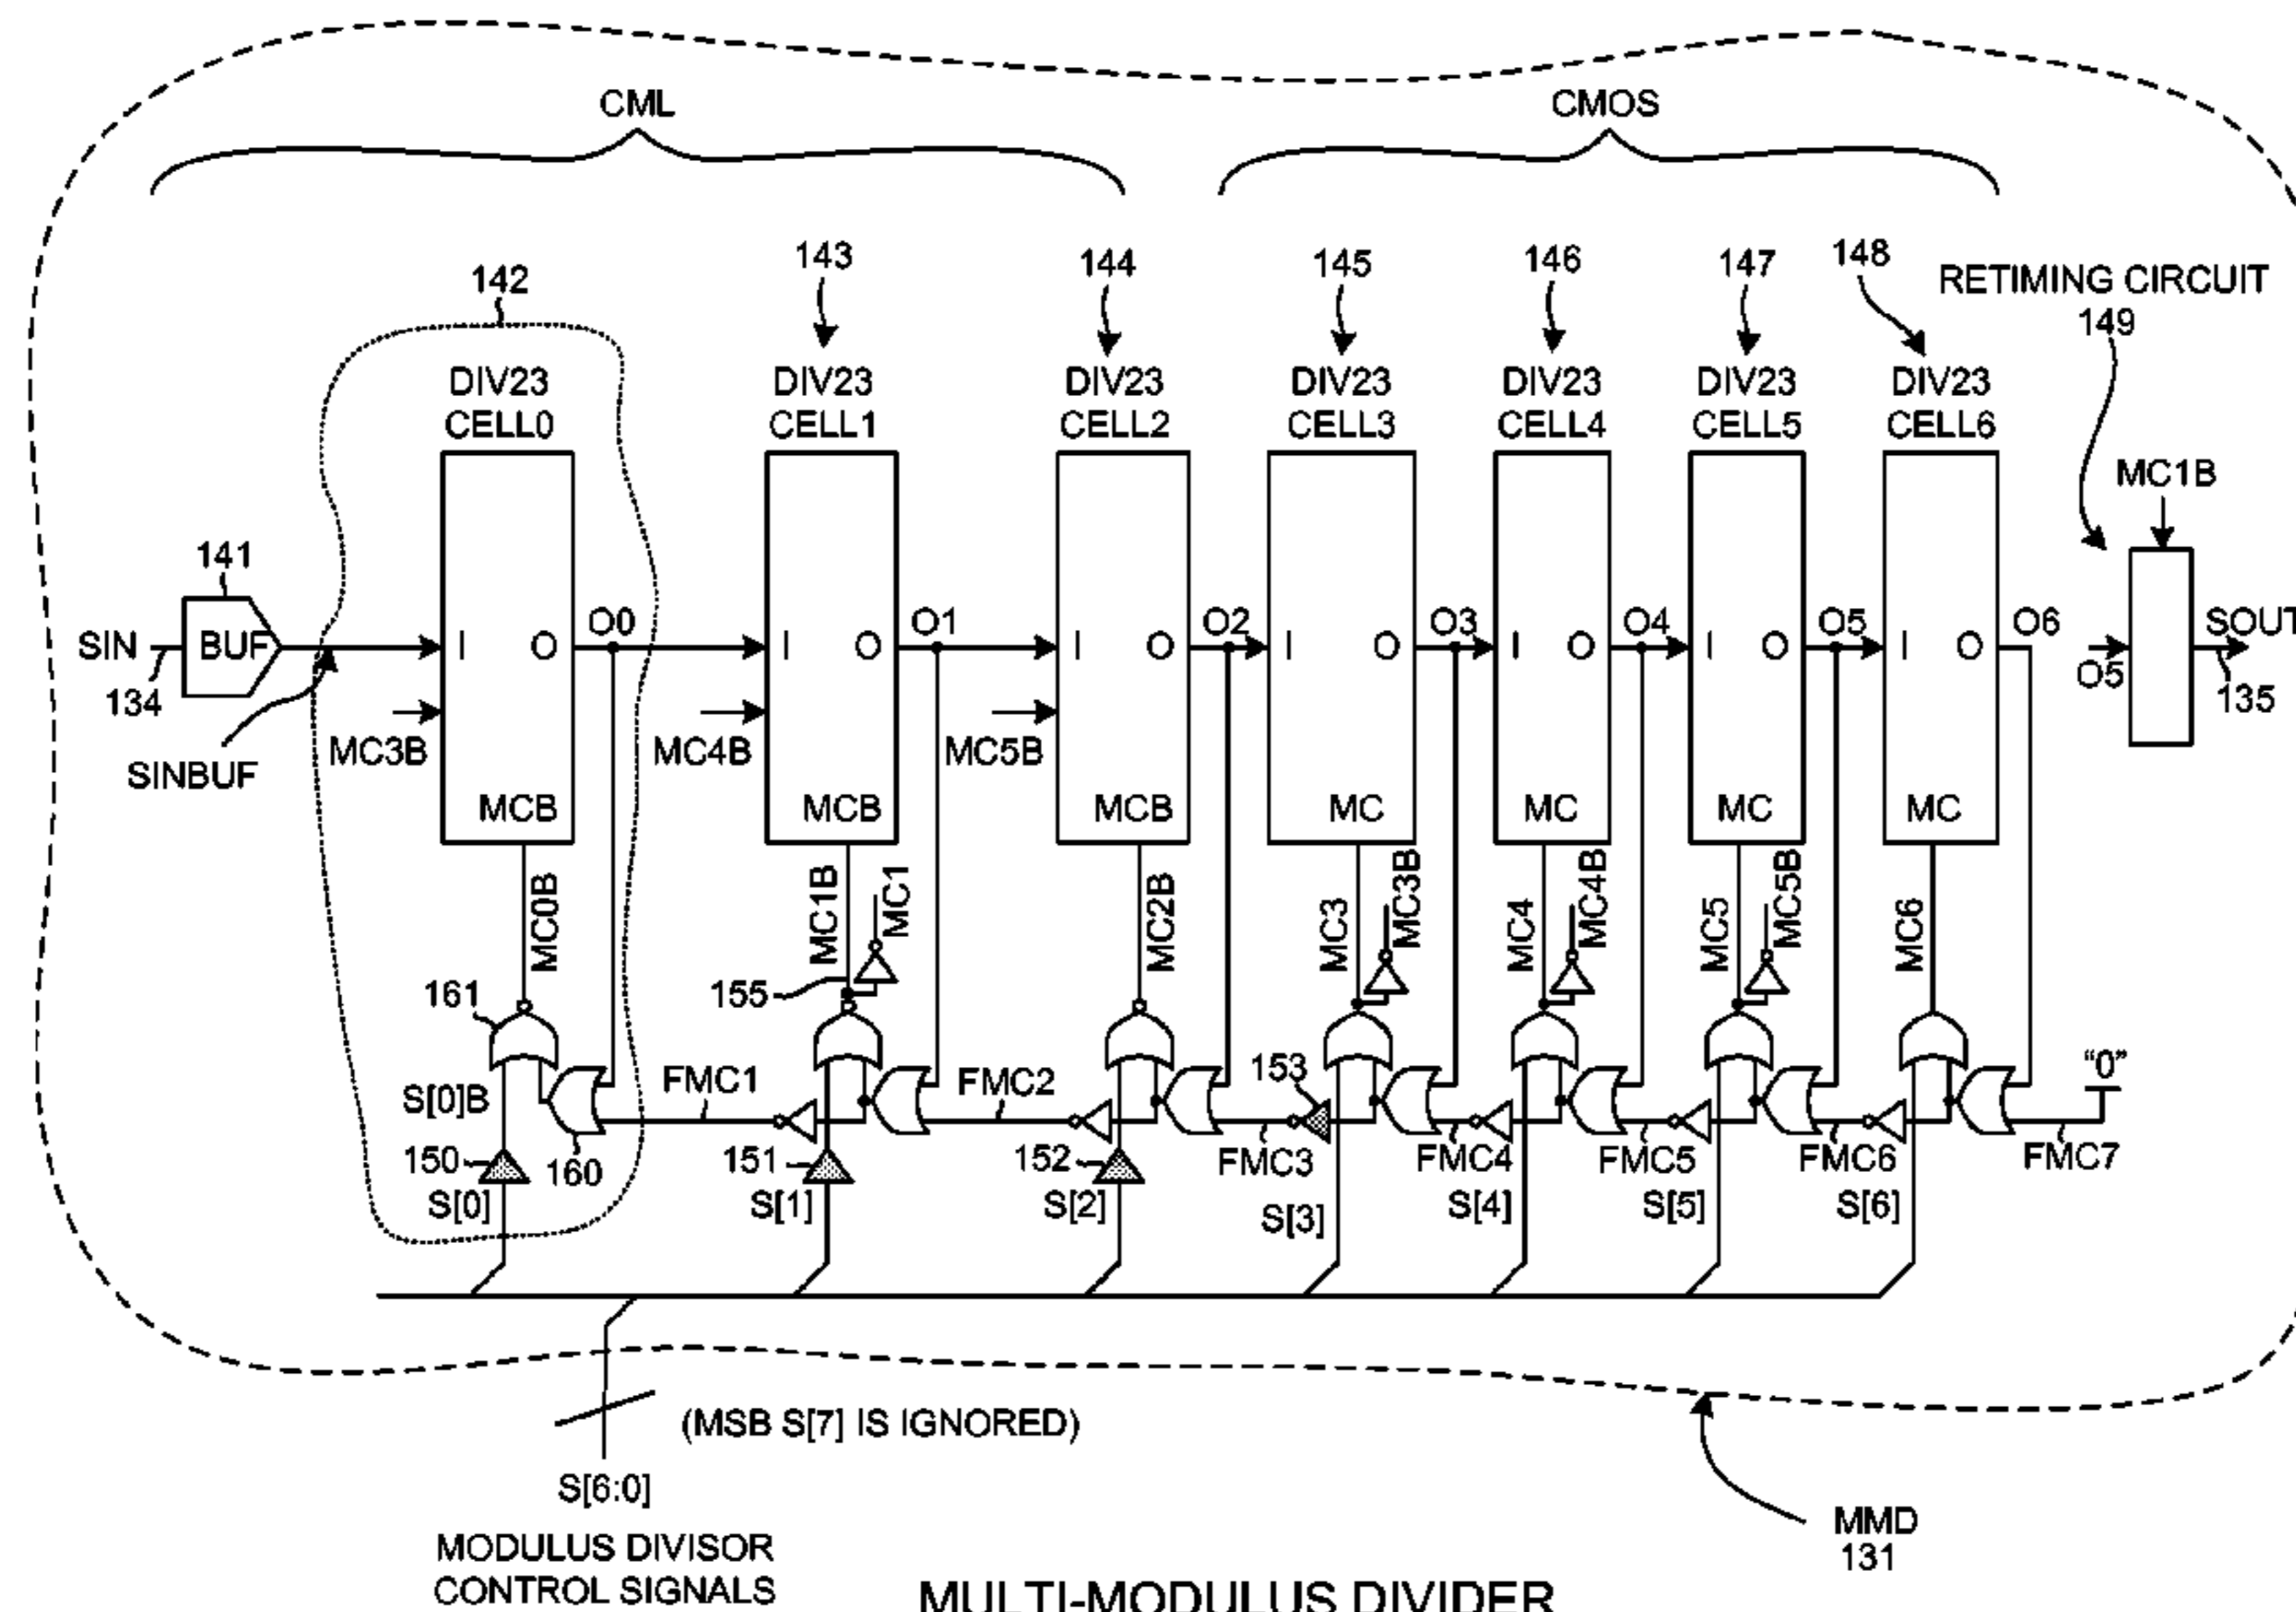 CML
CMOS
142
143
144
145
146
147
148
RETIMING CIRCUIT
149
DIV23
CELL0
DIV23
CELL1
DIV23
CELL2
DIV23
CELL3
DIV23
CELL4
DIV23
CELL5
DIV23
CELL6
MC1B
141
SIN
BUF
134
SINBUF
I
O
O0
I
O
O1
I
O
O2
I
O
O3
I
O
O4
I
O
O5
I
O
O6
O5
SOUT
135
MC3B
MC4B
MC5B
MCB
MCB
MCB
MC
MC
MC
MC
MC0B
MC1B
MC1
MC2B
MC3
MC3B
MC4
MC4B
MC5
MC5B
MC6
161
155
153
"0"
S[0]B
FMC1
FMC2
150
160
151
152
FMC3
FMC4
FMC5
FMC6
FMC7
S[0]
S[1]
S[2]
S[3]
S[4]
S[5]
S[6]
(MSB S[7] IS IGNORED)
S[6:0]
MODULUS DIVISOR
CONTROL SIGNALS
MMD
131
MULTI-MODULUS DIVIDER